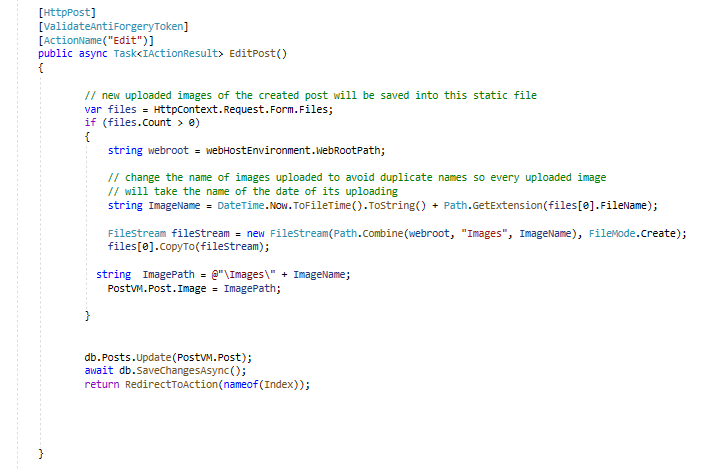 [HttpPost]
[ValidateAntiForgeryToken]
[ActionName("Edit")]
public async Task<IActionResult> EditPost()
{
// new uploaded images of the created post will be saved into this static file
var files = HttpContext.Request.Form.Files;
if (files.Count > 0)
{
string webroot = webHostEnvironment.WebRootPath;
// change the name of images uploaded to avoid duplicate names so every uploaded image
// will take the name of the date of its uploading
string ImageName = DateTime.Now.ToFileTime().ToString() + Path.GetExtension(files[0].FileName);
FileStream fileStream = new FileStream(Path.Combine(webroot, "Images", ImageName), FileMode.Create);
files[0].CopyTo(fileStream);
string  ImagePath = @"\Images\" + ImageName;
PostVM.Post.Image = ImagePath;
}
db.Posts.Update(PostVM.Post);
await db.SaveChangesAsync();
return RedirectToAction(nameof(Index));
}